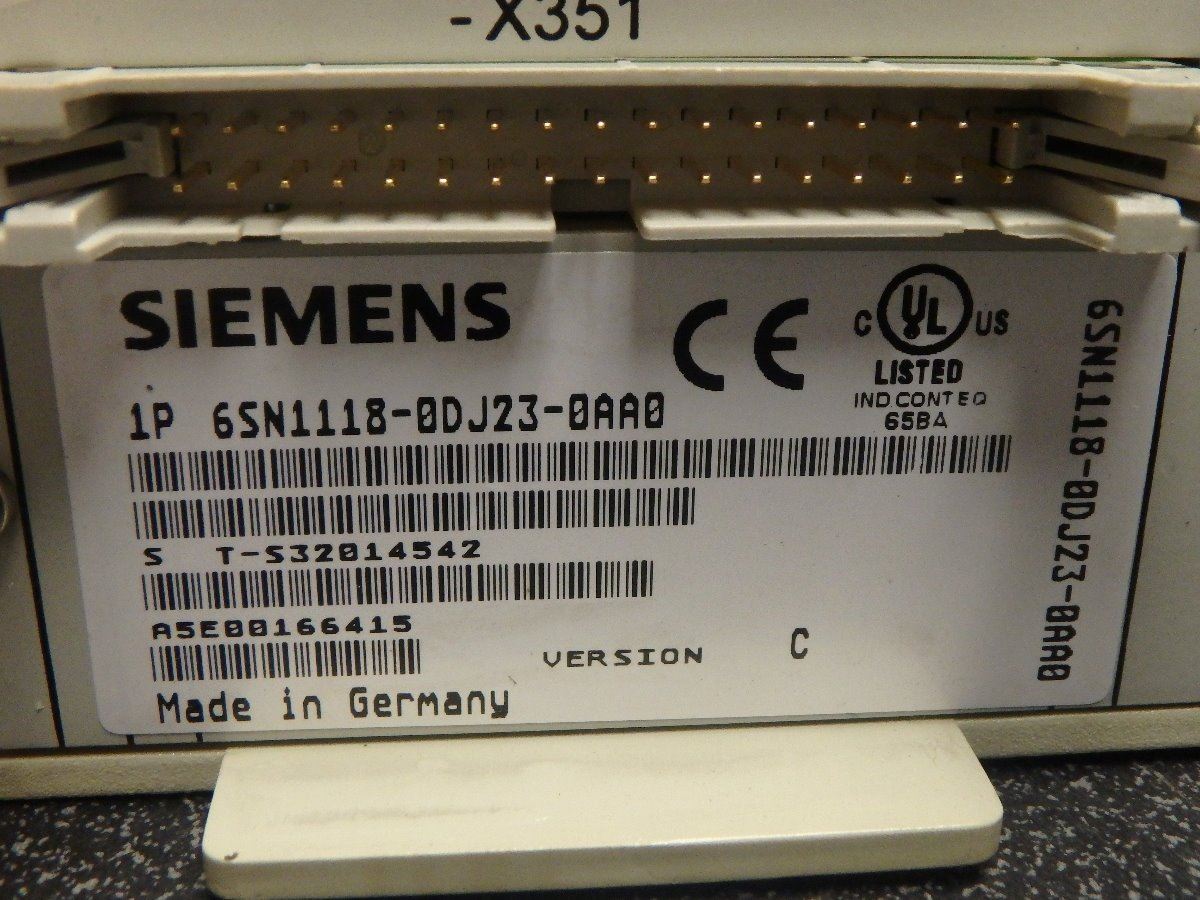 -X351
SIEMENS
CE
C UL US
LISTED
IND CONT EQ
65BA
1P 6SN1118-0DJ23-0AA0
S T-S32014542
A5E00166415
VERSION C
Made in Germany
6SN1118-0DJ23-0AA0